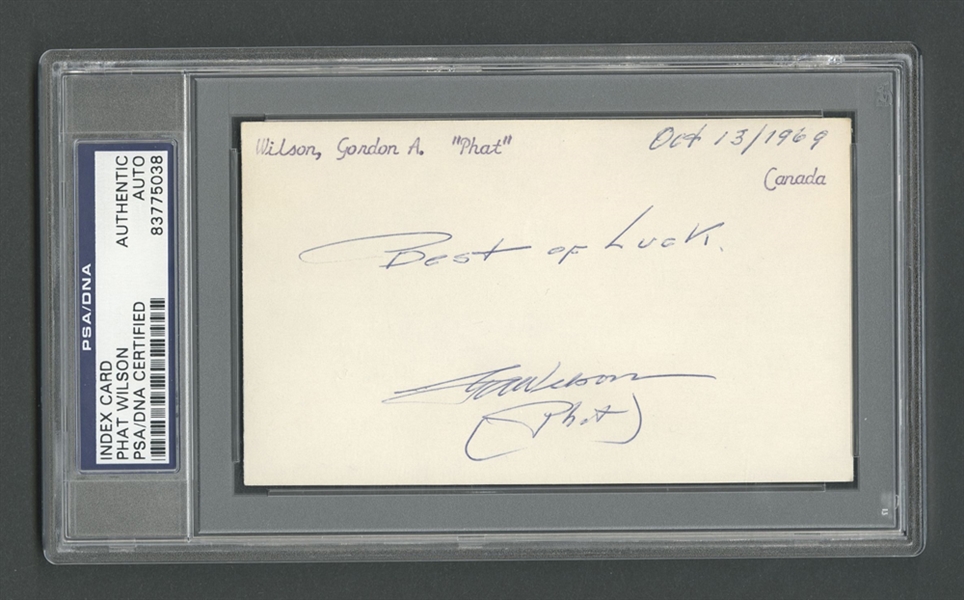 PSA/DNA
INDEX CARD
PHAT WILSON
PSA/DNA CERTIFIED
AUTHENTIC
AUTO
83775038
Wilson, Gordon A. "Phat"
Oct 13/1969
Canada
Best of Luck.
GAWilson
(Phat)